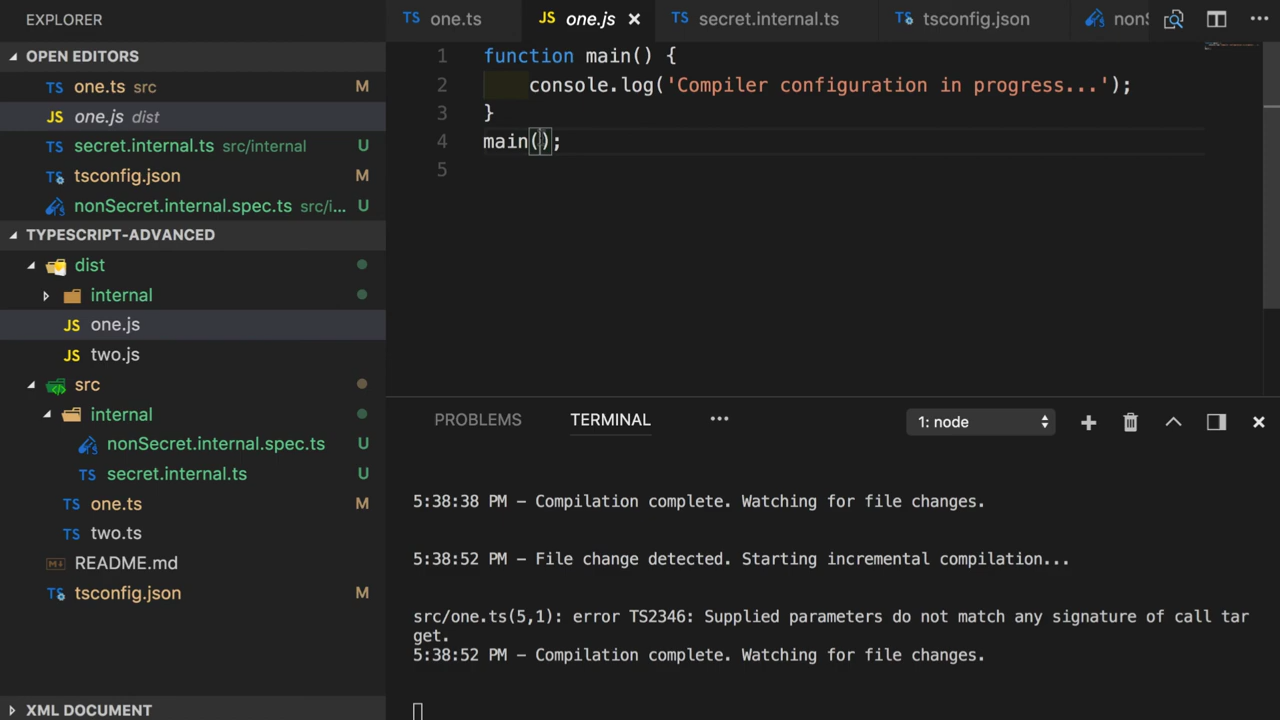 EXPLORER
OPEN EDITORS
TS one.ts src M
JS one.js dist
TS secret.internal.ts src/internal U
TS tsconfig.json M
nonSecret.internal.spec.ts src/i... U
TYPESCRIPT-ADVANCED
dist
internal
JS one.js
JS two.js
src
internal
nonSecret.internal.spec.ts U
TS secret.internal.ts U
TS one.ts M
TS two.ts
M README.md
TS tsconfig.json M
XML DOCUMENT
TS one.ts JS one.js TS secret.internal.ts TS tsconfig.json nonS
1 function main() {
2 console.log('Compiler configuration in progress...');
3 }
4 main();
5
PROBLEMS TERMINAL ••• 1: node
5:38:38 PM – Compilation complete. Watching for file changes.
5:38:52 PM – File change detected. Starting incremental compilation...
src/one.ts(5,1): error TS2346: Supplied parameters do not match any signature of call tar
get.
5:38:52 PM – Compilation complete. Watching for file changes.